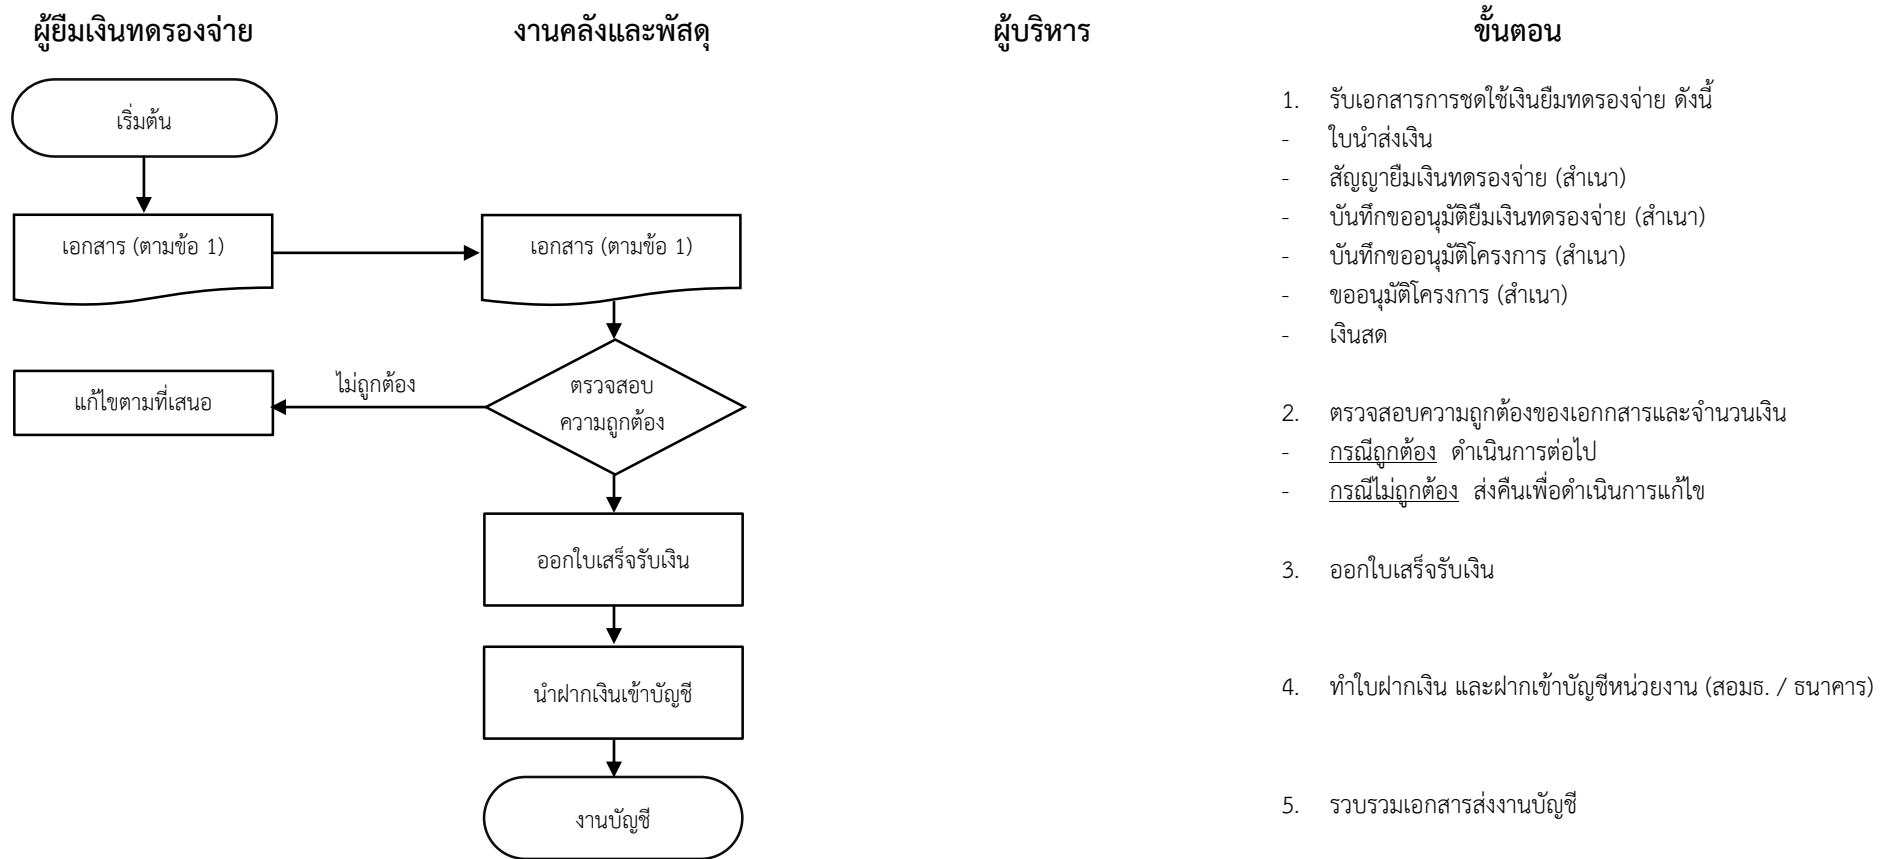 ผู้ยืมเงินทดรองจ่าย
งานคลังและพัสดุ
ผู้บริหาร
ขั้นตอน
เริ่มต้น
เอกสาร (ตามข้อ 1)
เอกสาร (ตามข้อ 1)
แก้ไขตามที่เสนอ
ไม่ถูกต้อง
ตรวจสอบ
ความถูกต้อง
ออกใบเสร็จรับเงิน
นำฝากเงินเข้าบัญชี
งานบัญชี
1. รับเอกสารการชดใช้เงินยืมทดรองจ่าย ดังนี้
- ใบนำส่งเงิน
- สัญญายืมเงินทดรองจ่าย (สำเนา)
- บันทึกขออนุมัติยืมเงินทดรองจ่าย (สำเนา)
- บันทึกขออนุมัติโครงการ (สำเนา)
- ขออนุมัติโครงการ (สำเนา)
- เงินสด
2. ตรวจสอบความถูกต้องของเอกกสารและจำนวนเงิน
- กรณีถูกต้อง ดำเนินการต่อไป
- กรณีไม่ถูกต้อง ส่งคืนเพื่อดำเนินการแก้ไข
3. ออกใบเสร็จรับเงิน
4. ทำใบฝากเงิน และฝากเข้าบัญชีหน่วยงาน (สอมธ. / ธนาคาร)
5. รวบรวมเอกสารส่งงานบัญชี